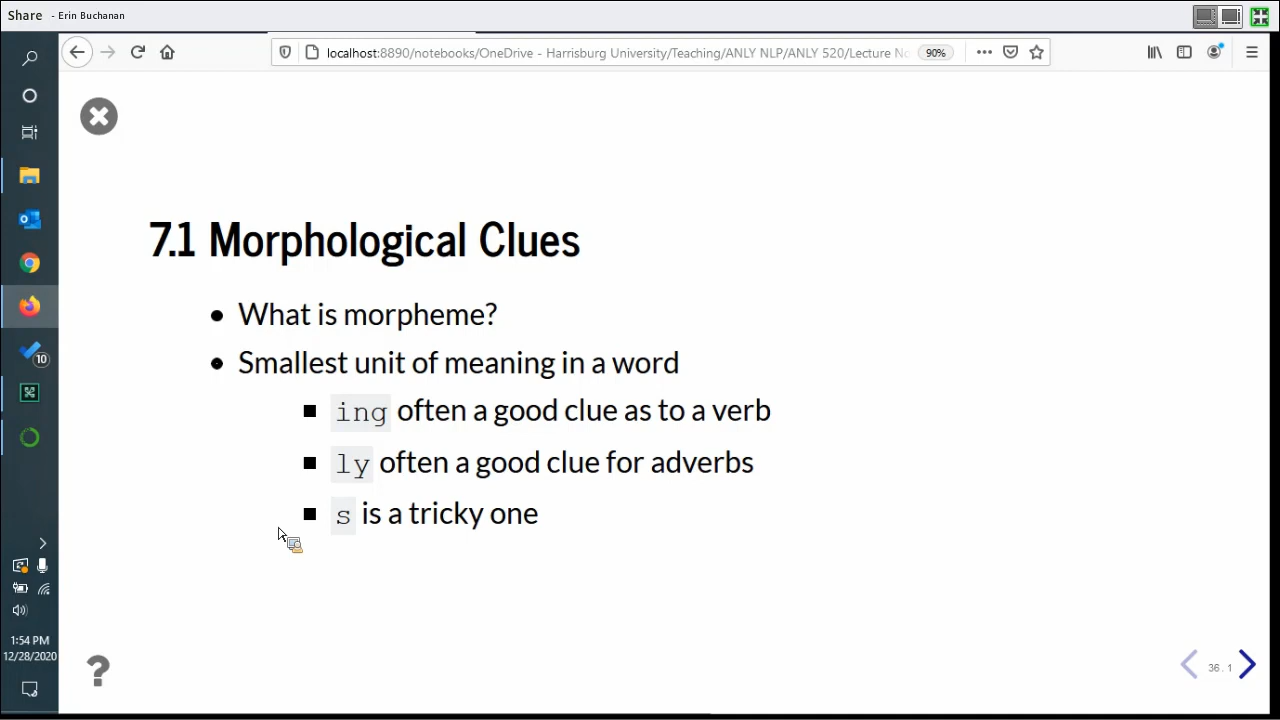 Share - Erin Buchanan
localhost:8890/notebooks/OneDrive - Harrisburg University/Teaching/ANLY NLP/ANLY 520/Lecture No
90%
7.1 Morphological Clues
What is morpheme?
Smallest unit of meaning in a word
ing often a good clue as to a verb
ly often a good clue for adverbs
s is a tricky one
10
1:54 PM
12/28/2020
?
36.1